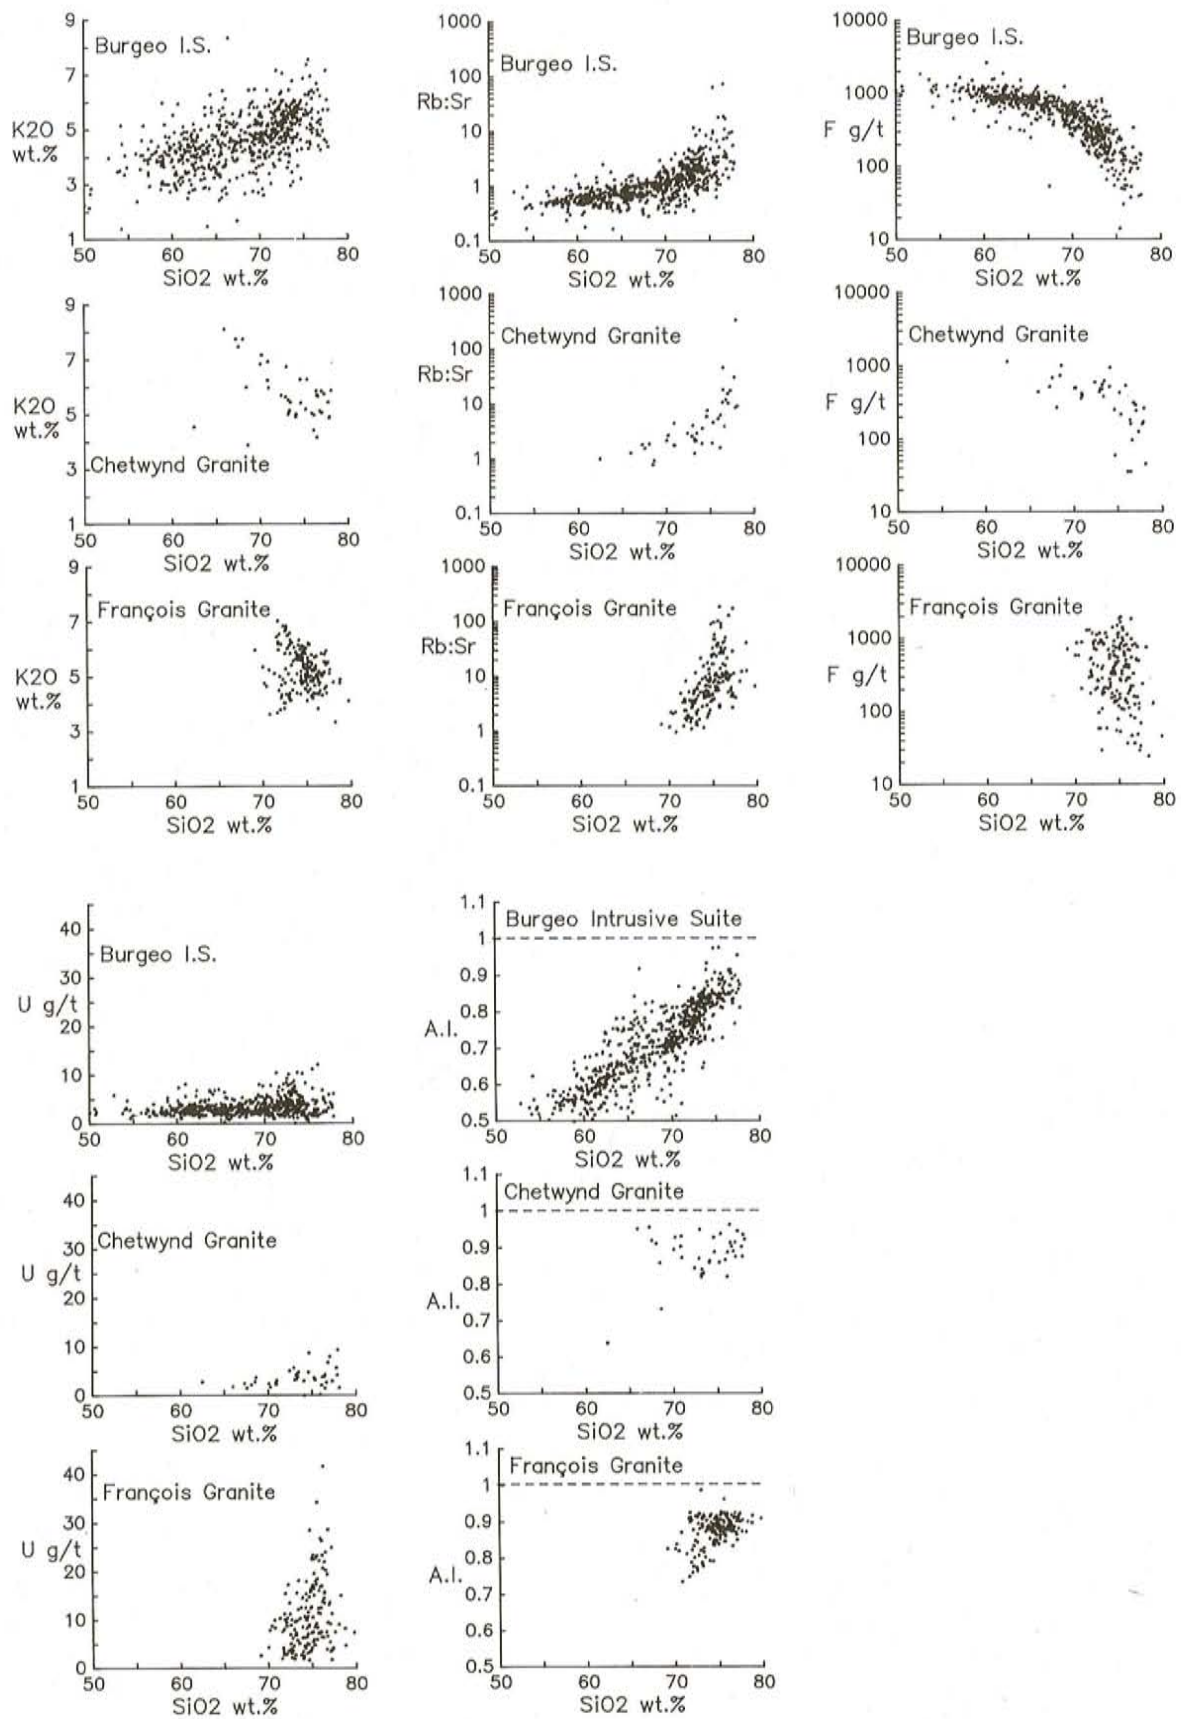 9
7
5
3
1
K2O
wt.%
Burgeo I.S.
50 60 70 80
SiO2 wt.%
1000
100
10
1
0.1
Rb:Sr
Burgeo I.S.
50 60 70 80
SiO2 wt.%
10000
1000
100
10
F g/t
Burgeo I.S.
50 60 70 80
SiO2 wt.%
9
7
5
3
1
K2O
wt.%
Chetwynd Granite
50 60 70 80
SiO2 wt.%
1000
100
10
1
0.1
Rb:Sr
Chetwynd Granite
50 60 70 80
SiO2 wt.%
10000
1000
100
10
F g/t
Chetwynd Granite
50 60 70 80
SiO2 wt.%
9
7
5
3
1
K2O
wt.%
François Granite
50 60 70 80
SiO2 wt.%
1000
100
10
1
0.1
Rb:Sr
François Granite
50 60 70 80
SiO2 wt.%
10000
1000
100
10
F g/t
François Granite
50 60 70 80
SiO2 wt.%
40
30
20
10
0
U g/t
Burgeo I.S.
50 60 70 80
SiO2 wt.%
1.1
1
0.9
0.8
0.7
0.6
0.5
A.I.
Burgeo Intrusive Suite
50 60 70 80
SiO2 wt.%
40
30
20
10
0
U g/t
Chetwynd Granite
50 60 70 80
SiO2 wt.%
1.1
1
0.9
0.8
0.7
0.6
0.5
A.I.
Chetwynd Granite
50 60 70 80
SiO2 wt.%
40
30
20
10
0
U g/t
François Granite
50 60 70 80
SiO2 wt.%
1.1
1
0.9
0.8
0.7
0.6
0.5
A.I.
François Granite
50 60 70 80
SiO2 wt.%